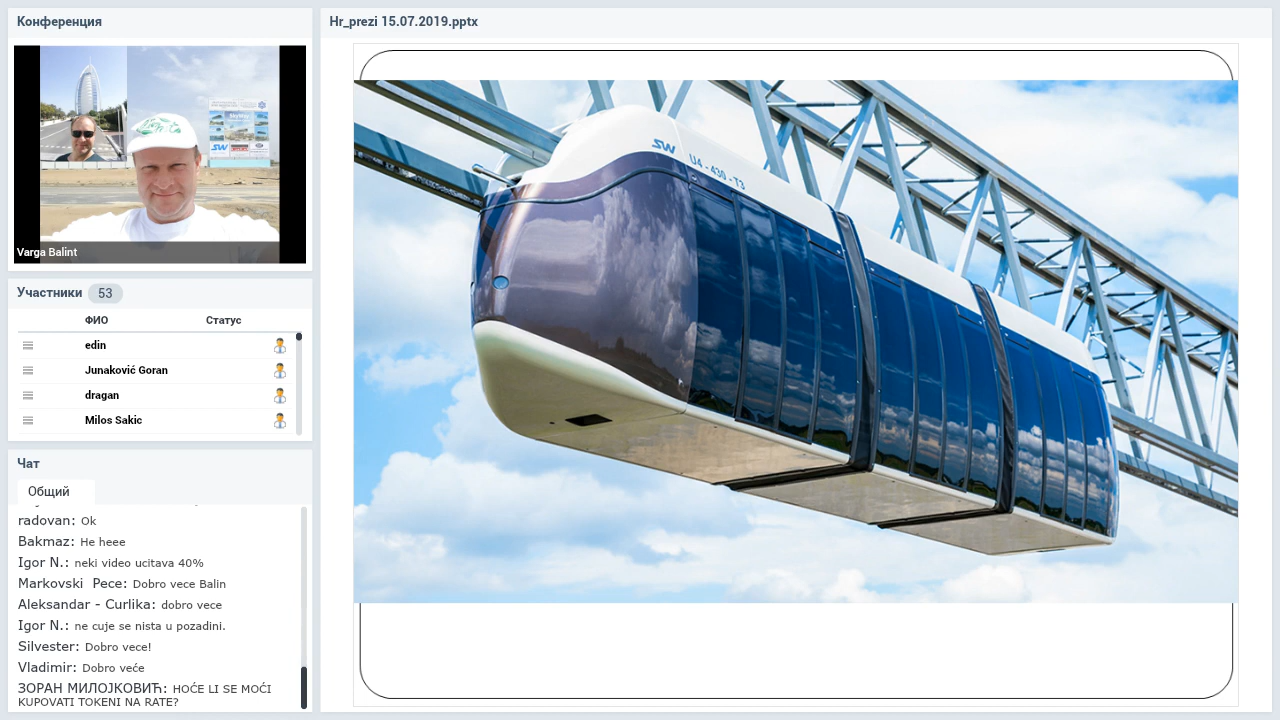 Конференция
Varga Balint
Участники 53
ФИО Статус
edin
Junaković Goran
dragan
Milos Sakic
Чат
Общий
radovan: Ok
Bakmaz: He heee
Igor N.: neki video ucitava 40%
Markovski Pece: Dobro vece Balin
Aleksandar - Curlika: dobro vece
Igor N.: ne cuje se nista u pozadini.
Silvester: Dobro vece!
Vladimir: Dobro veće
ЗОРАН МИЛОЈКОВИЋ: HOĆE LI SE MOĆI
KUPOVATI TOKENI NA RATE?
Hr_prezi 15.07.2019.pptx
SW U4 - 430 - T3
SkyWay
SW